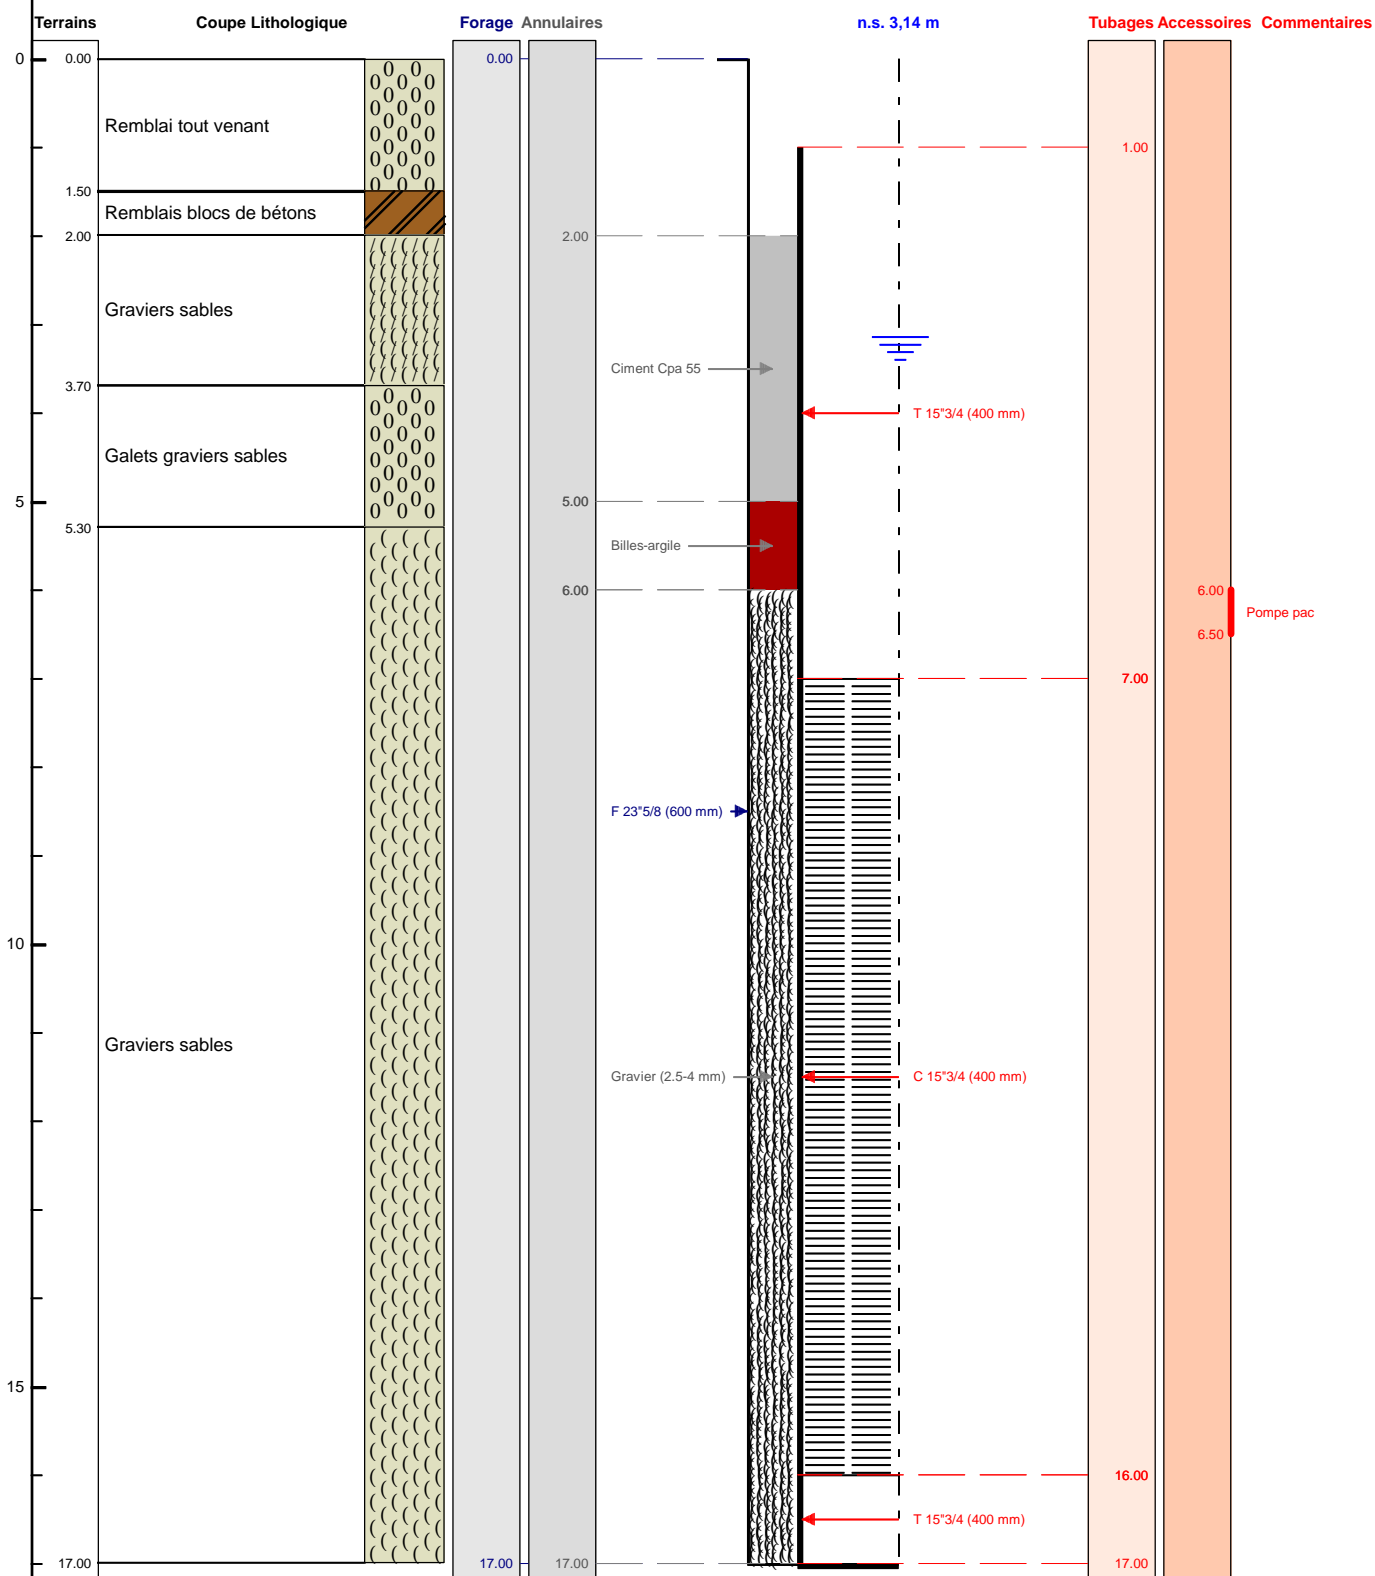 Terrains Coupe Lithologique Forage Annulaires n.s. 3,14 m Tubages Accessoires Commentaires
0 0.00 0.00
Remblai tout venant
1.00
1.50
Remblais blocs de bétons
2.00 2.00
Graviers sables
Ciment Cpa 55
3.70
T 15"3/4 (400 mm)
Galets graviers sables
5 5.00
5.30
Billes-argile
6.00 6.00
Pompe pac
6.50
7.00
F 23"5/8 (600 mm)
10
Graviers sables
Gravier (2.5-4 mm) C 15"3/4 (400 mm)
15
16.00
T 15"3/4 (400 mm)
17.00 17.00 17.00 17.00